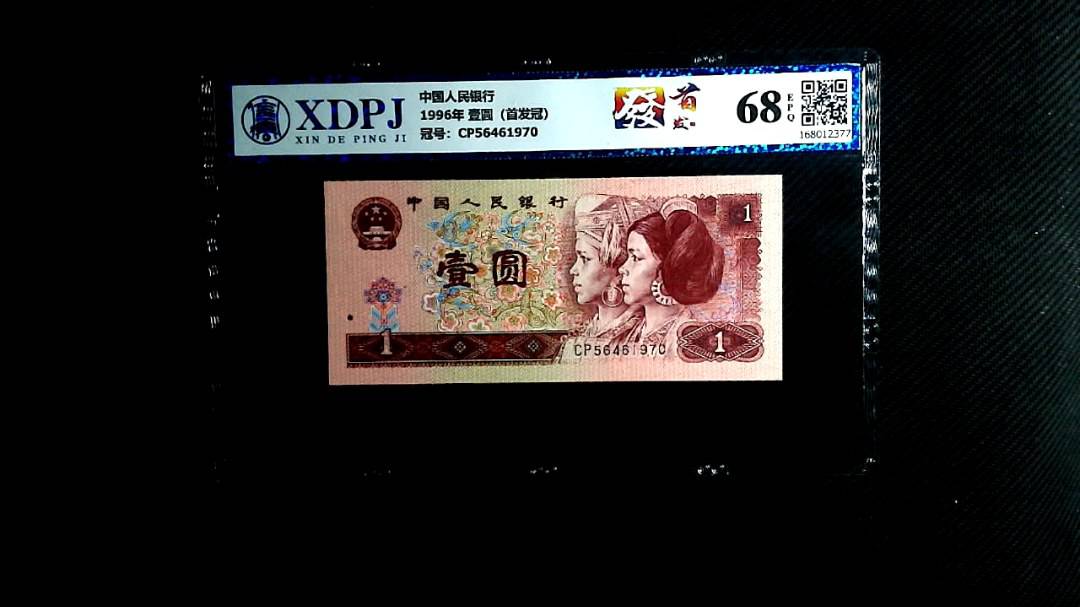 XDPJ
XIN DE PING JI
中国人民银行
1996年 壹圆（首发冠）
冠号：CP56461970
發 首发
68
EPQ
168012377
中国人民银行
1
壹圆
1
CP56461970
1